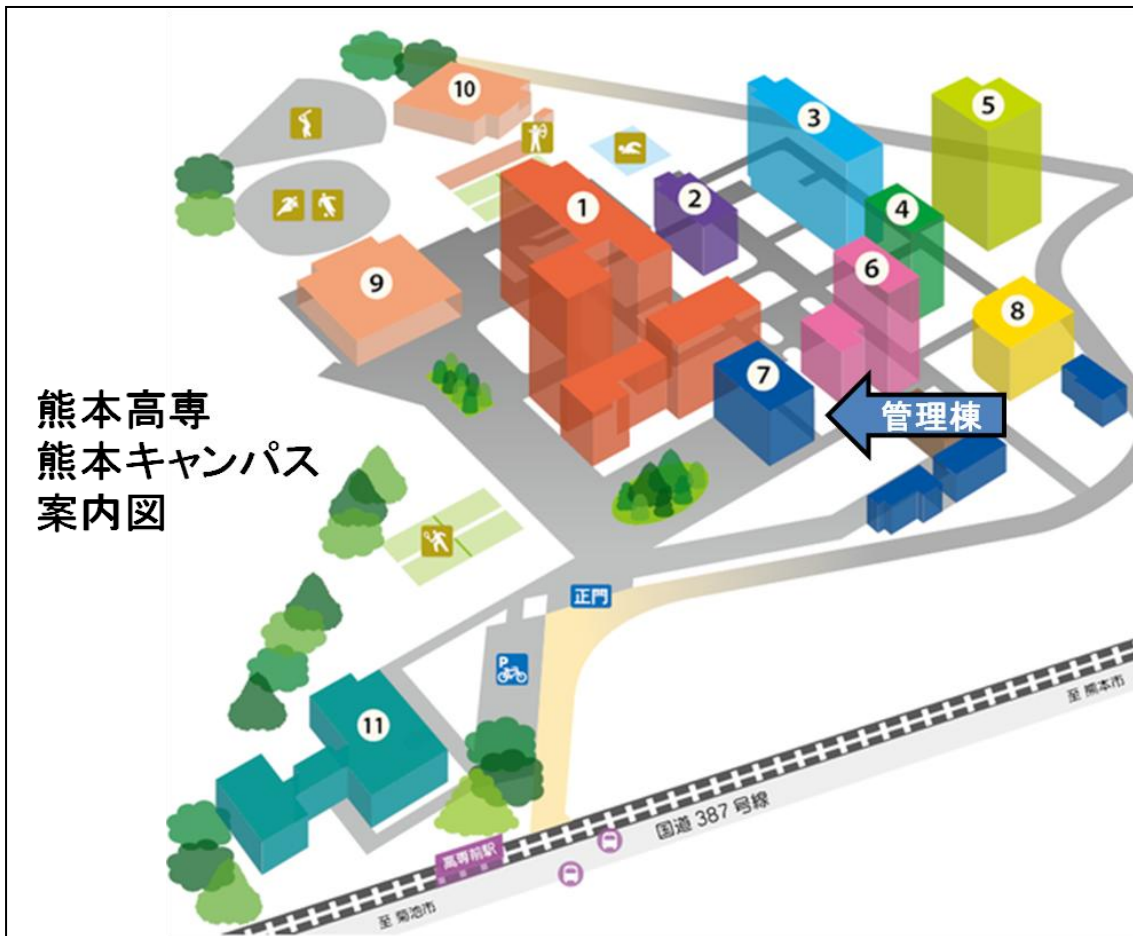 10
5
3
2
4
1
6
9
8
7
熊本高専
熊本キャンパス
案内図
管理棟
正門
P
至 熊本市
11
国道 387 号線
高専前駅
至 菊池市